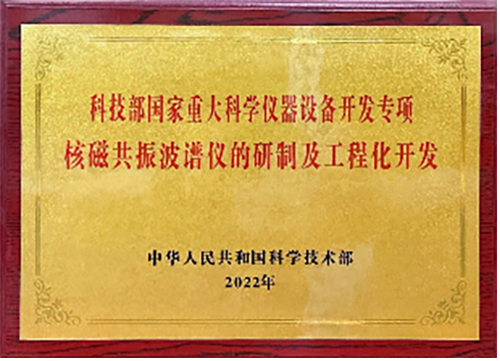 科技部国家重大科学仪器设备开发专项
核磁共振波谱仪的研制及工程化开发
中华人民共和国科学技术部
2022年